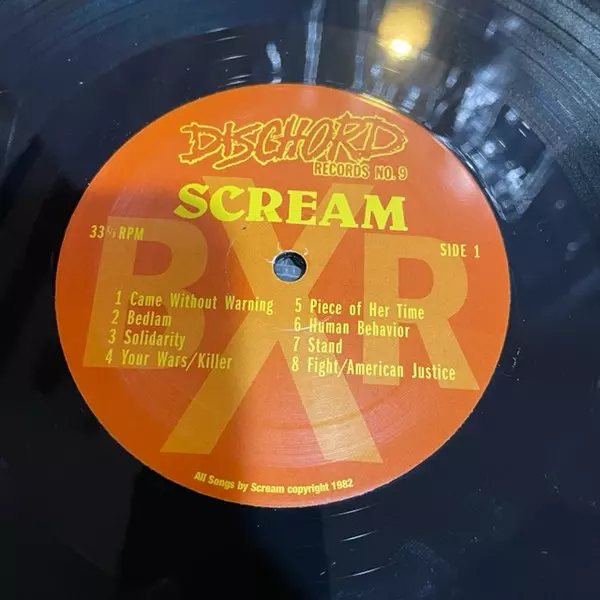 DISCHORD
RECORDS NO. 9
SCREAM
33⅓ RPM
SIDE 1
BXR
1 Came Without Warning
2 Bedlam
3 Solidarity
4 Your Wars/Killer
5 Piece of Her Time
6 Human Behavior
7 Stand
8 Fight/American Justice
All Songs by Scream copyright 1982